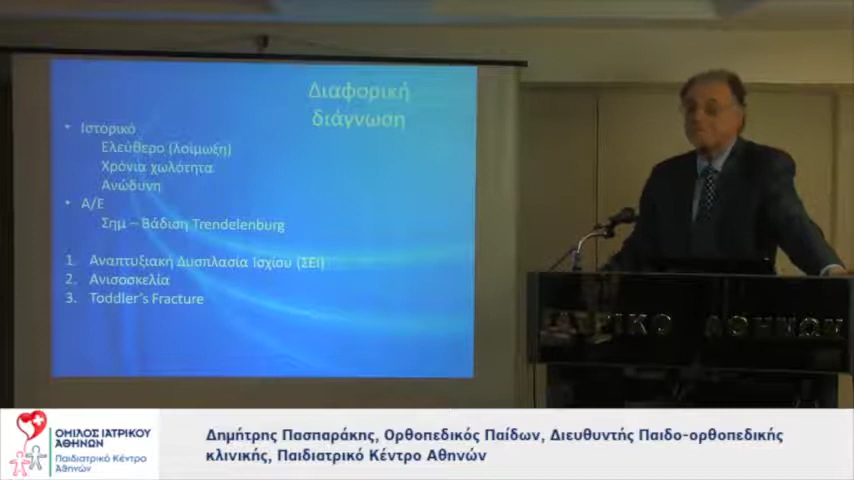 Διαφορική
διάγνωση
• Ιστορικό
Ελεύθερο (λοίμωξη)
Χρόνια χωλότητα
Ανώδυνη
• Α/Ε
Σημ – Βάδιση Trendelenburg
1. Αναπτυξιακή Δυσπλασία Ισχίου (ΣΕΙ)
2. Ανισοσκελία
3. Toddler's Fracture
ΑΘΗΝΩΝ
ΟΜΙΛΟΣ ΙΑΤΡΙΚΟΥ
ΑΘΗΝΩΝ
Παιδιατρικό Κέντρο
Αθηνών
Δημήτρης Πασπαράκης, Ορθοπεδικός Παίδων, Διευθυντής Παιδο-ορθοπεδικής
κλινικής, Παιδιατρικό Κέντρο Αθηνών